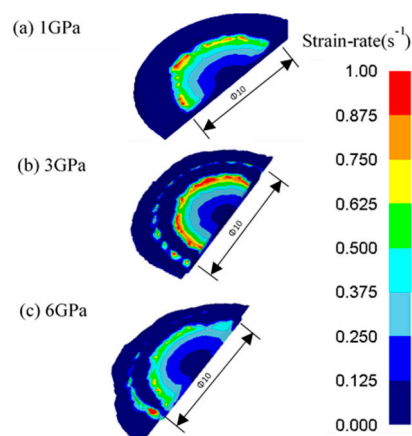 (a) 1GPa
Φ10
(b) 3GPa
Φ10
(c) 6GPa
Φ10
Strain-rate(s⁻¹)
1.00
0.875
0.750
0.625
0.500
0.375
0.250
0.125
0.000